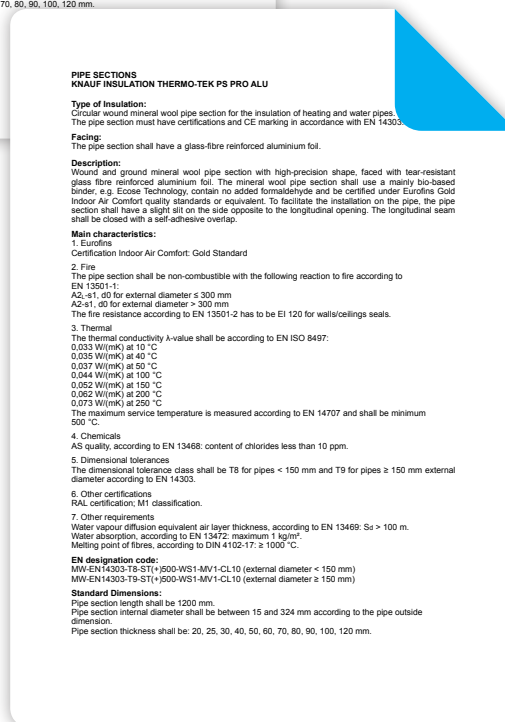 70, 80, 90, 100, 120 mm.
PIPE SECTIONS
KNAUF INSULATION THERMO-TEK PS PRO ALU
Type of Insulation:
Circular wound mineral wool pipe section for the insulation of heating and water pipes.
The pipe section must have certifications and CE marking in accordance with EN 14303.
Facing:
The pipe section shall have a glass-fibre reinforced aluminium foil.
Description:
Wound and ground mineral wool pipe section with high-precision shape, faced with tear-resistant
glass fibre reinforced aluminium foil. The mineral wool pipe section shall use a mainly bio-based
binder, e.g. Ecose Technology, contain no added formaldehyde and be certified under Eurofins Gold
Indoor Air Comfort quality standards or equivalent. To facilitate the installation on the pipe, the pipe
section shall have a slight slit on the side opposite to the longitudinal opening. The longitudinal seam
shall be closed with a self-adhesive overlap.
Main characteristics:
1. Eurofins
Certification Indoor Air Comfort: Gold Standard
2. Fire
The pipe section shall be non-combustible with the following reaction to fire according to
EN 13501-1:
A2L-s1, d0 for external diameter ≤ 300 mm
A2-s1, d0 for external diameter > 300 mm
The fire resistance according to EN 13501-2 has to be EI 120 for walls/ceilings seals.
3. Thermal
The thermal conductivity λ-value shall be according to EN ISO 8497:
0,033 W/(mK) at 10 °C
0,035 W/(mK) at 40 °C
0,037 W/(mK) at 50 °C
0,044 W/(mK) at 100 °C
0,052 W/(mK) at 150 °C
0,062 W/(mK) at 200 °C
0,073 W/(mK) at 250 °C
The maximum service temperature is measured according to EN 14707 and shall be minimum
500 °C.
4. Chemicals
AS quality, according to EN 13468: content of chlorides less than 10 ppm.
5. Dimensional tolerances
The dimensional tolerance class shall be T8 for pipes < 150 mm and T9 for pipes ≥ 150 mm external
diameter according to EN 14303.
6. Other certifications
RAL certification; M1 classification.
7. Other requirements
Water vapour diffusion equivalent air layer thickness, according to EN 13469: Sd > 100 m.
Water absorption, according to EN 13472: maximum 1 kg/m².
Melting point of fibres, according to DIN 4102-17: ≥ 1000 °C.
EN designation code:
MW-EN14303-T8-ST(+)500-WS1-MV1-CL10 (external diameter < 150 mm)
MW-EN14303-T9-ST(+)500-WS1-MV1-CL10 (external diameter ≥ 150 mm)
Standard Dimensions:
Pipe section length shall be 1200 mm.
Pipe section internal diameter shall be between 15 and 324 mm according to the pipe outside
dimension.
Pipe section thickness shall be: 20, 25, 30, 40, 50, 60, 70, 80, 90, 100, 120 mm.